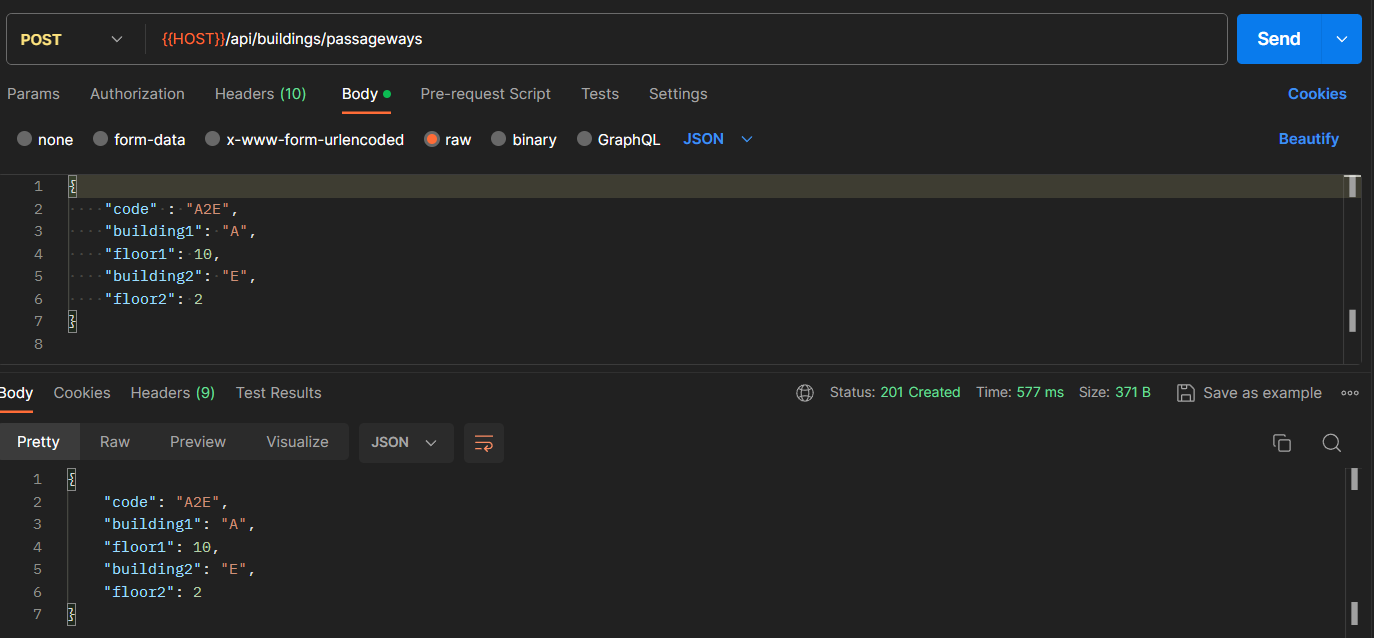 POST {{HOST}}/api/buildings/passageways Send
Params Authorization Headers (10) Body Pre-request Script Tests Settings Cookies
none form-data x-www-form-urlencoded raw binary GraphQL JSON Beautify
1 {
2 "code" : "A2E",
3 "building1": "A",
4 "floor1": 10,
5 "building2": "E",
6 "floor2": 2
7 }
8
Body Cookies Headers (9) Test Results Status: 201 Created Time: 577 ms Size: 371 B Save as example
Pretty Raw Preview Visualize JSON
1 {
2 "code": "A2E",
3 "building1": "A",
4 "floor1": 10,
5 "building2": "E",
6 "floor2": 2
7 }